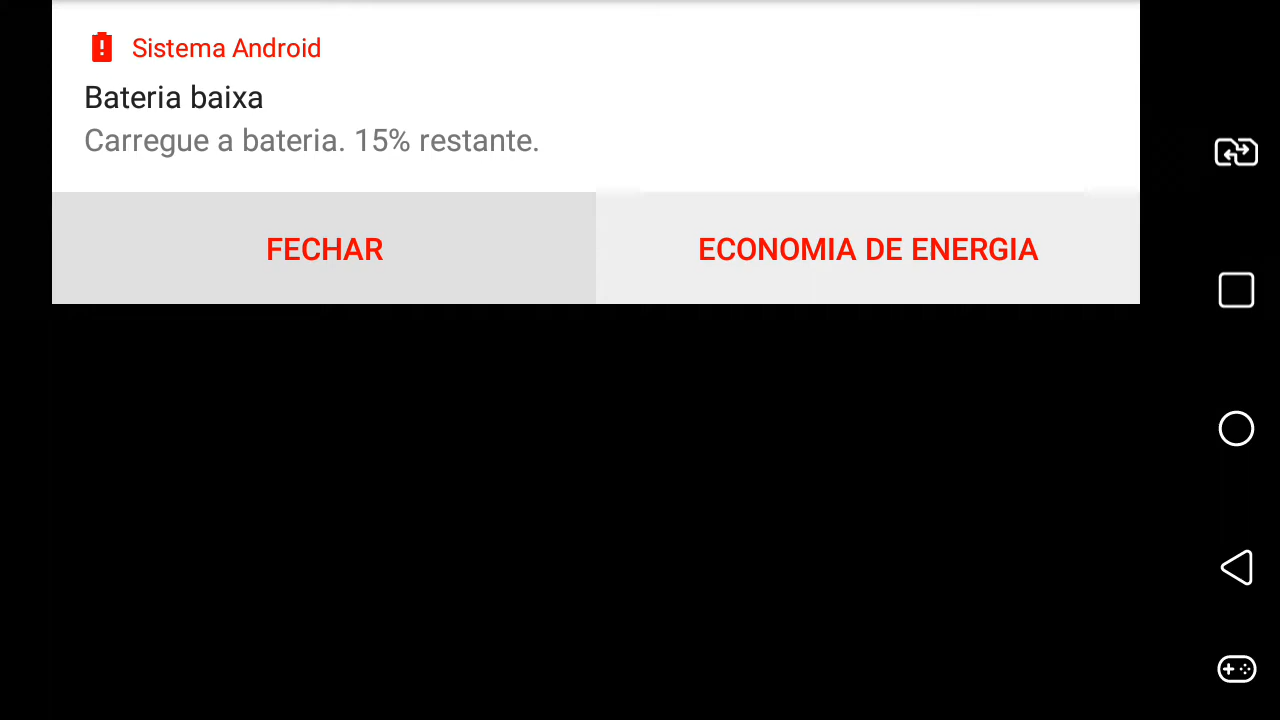 Sistema Android
Bateria baixa
Carregue a bateria. 15% restante.
FECHAR
ECONOMIA DE ENERGIA